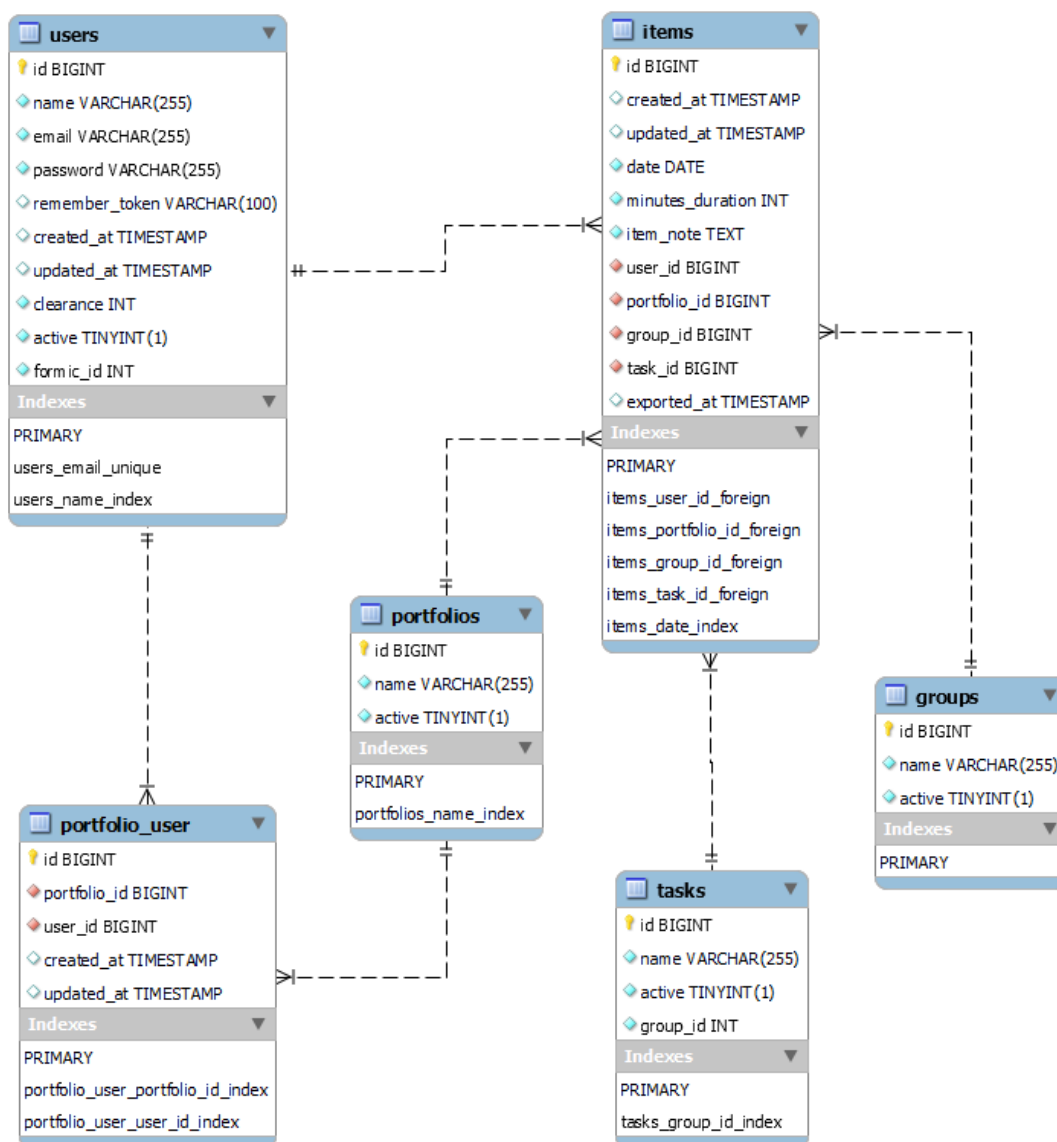 users
id BIGINT
name VARCHAR(255)
email VARCHAR(255)
password VARCHAR(255)
remember_token VARCHAR(100)
created_at TIMESTAMP
updated_at TIMESTAMP
clearance INT
active TINYINT(1)
formic_id INT
Indexes
PRIMARY
users_email_unique
users_name_index
items
id BIGINT
created_at TIMESTAMP
updated_at TIMESTAMP
date DATE
minutes_duration INT
item_note TEXT
user_id BIGINT
portfolio_id BIGINT
group_id BIGINT
task_id BIGINT
exported_at TIMESTAMP
Indexes
PRIMARY
items_user_id_foreign
items_portfolio_id_foreign
items_group_id_foreign
items_task_id_foreign
items_date_index
portfolios
id BIGINT
name VARCHAR(255)
active TINYINT(1)
Indexes
PRIMARY
portfolios_name_index
groups
id BIGINT
name VARCHAR(255)
active TINYINT(1)
Indexes
PRIMARY
portfolio_user
id BIGINT
portfolio_id BIGINT
user_id BIGINT
created_at TIMESTAMP
updated_at TIMESTAMP
Indexes
PRIMARY
portfolio_user_portfolio_id_index
portfolio_user_user_id_index
tasks
id BIGINT
name VARCHAR(255)
active TINYINT(1)
group_id INT
Indexes
PRIMARY
tasks_group_id_index